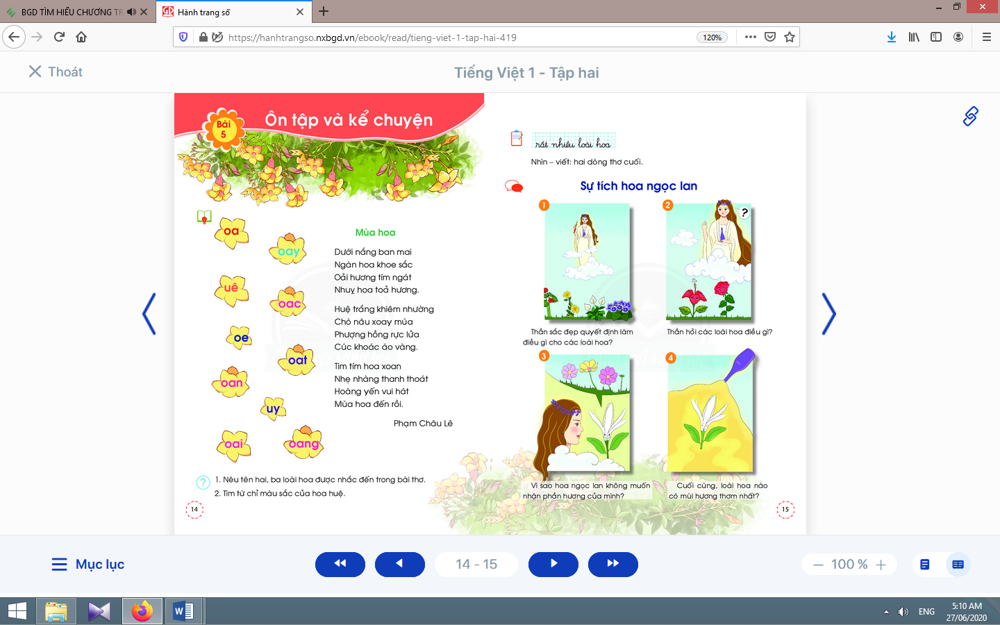 BGD TÌM HIỂU CHƯƠNG TR
Hành trang số
https://hanhtrangso.nxbgd.vn/ebook/read/tieng-viet-1-tap-hai-419
120%
Thoát
Tiếng Việt 1 - Tập hai
Bài
5
Ôn tập và kể chuyện
oa
oay
uê
oac
oe
oat
oan
uy
oai
oang
Mùa hoa
Dưới nắng ban mai
Ngàn hoa khoe sắc
Oải hương tím ngát
Nhuỵ hoa toả hương.
Huệ trắng khiêm nhường
Chò nâu xoay múa
Phượng hồng rực lửa
Cúc khoác áo vàng.
Tim tím hoa xoan
Nhẹ nhàng thanh thoát
Hoàng yến vui hát
Mùa hoa đến rồi.
Phạm Châu Lê
?
1. Nêu tên hai, ba loài hoa được nhắc đến trong bài thơ.
2. Tìm từ chỉ màu sắc của hoa huệ.
14
rất nhiều loài hoa
Nhìn – viết: hai dòng thơ cuối.
Sự tích hoa ngọc lan
1
2
?
Thần sắc đẹp quyết định làm
điều gì cho các loài hoa?
Thần hỏi các loài hoa điều gì?
3
4
Vì sao hoa ngọc lan không muốn
nhận phần hương của mình?
Cuối cùng, loài hoa nào
có mùi hương thơm nhất?
15
Mục lục
14 - 15
100 %
ENG
5:10 AM
27/06/2020